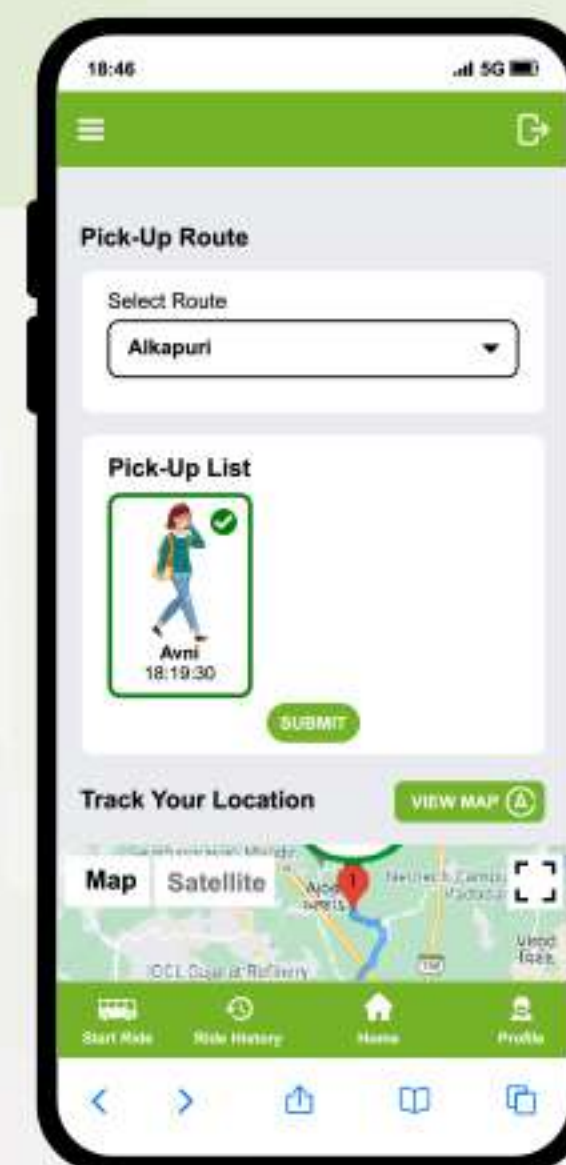 18:46
5G
Pick-Up Route
Select Route
Alkapuri
Pick-Up List
Avni
18:19:30
SUBMIT
Track Your Location
VIEW MAP
Map
Satellite
1
IOCL Gujarat Refinery
Start Ride
Ride History
Home
Profile